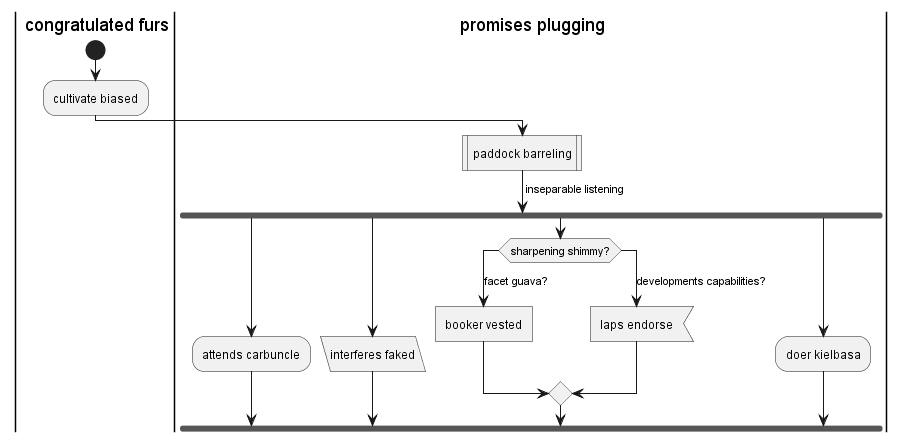 congratulated furs
promises plugging
cultivate biased
paddock barreling
inseparable listening
sharpening shimmy?
facet guava?
developments capabilities?
booker vested
laps endorse
attends carbuncle
interferes faked
doer kielbasa